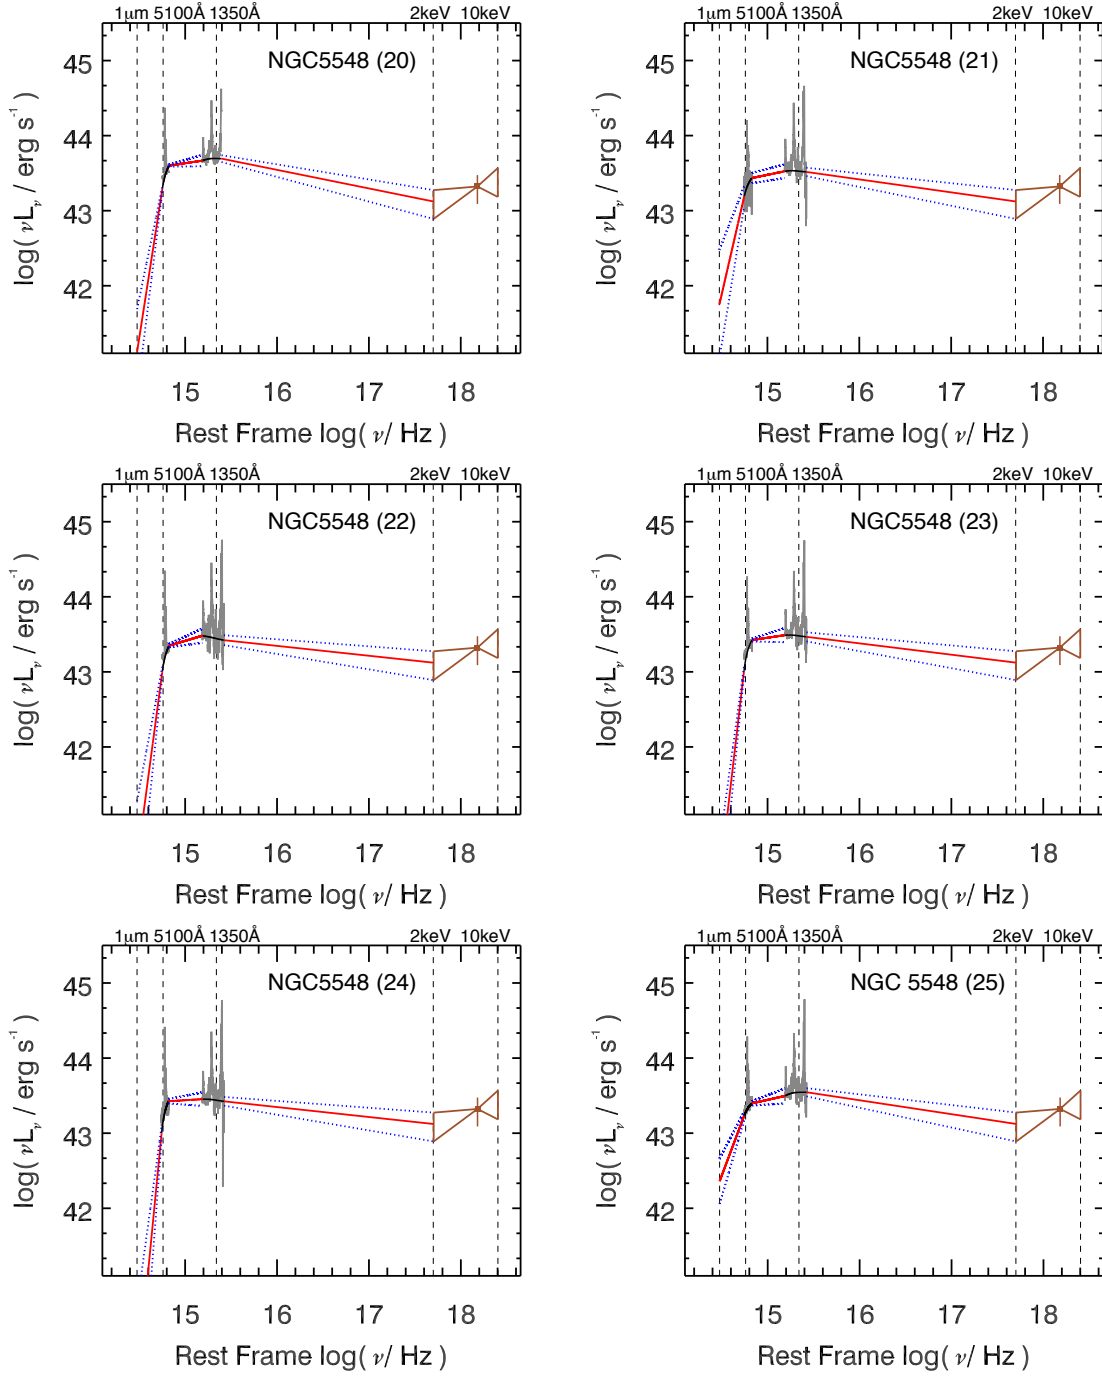 1μm 5100Å 1350Å 2keV 10keV
NGC5548 (20)
45
44
43
42
log( νLν / erg s⁻¹ )
15 16 17 18
Rest Frame log( ν/ Hz )
1μm 5100Å 1350Å 2keV 10keV
NGC5548 (21)
45
44
43
42
log( νLν / erg s⁻¹ )
15 16 17 18
Rest Frame log( ν/ Hz )
1μm 5100Å 1350Å 2keV 10keV
NGC5548 (22)
45
44
43
42
log( νLν / erg s⁻¹ )
15 16 17 18
Rest Frame log( ν/ Hz )
1μm 5100Å 1350Å 2keV 10keV
NGC5548 (23)
45
44
43
42
log( νLν / erg s⁻¹ )
15 16 17 18
Rest Frame log( ν/ Hz )
1μm 5100Å 1350Å 2keV 10keV
NGC5548 (24)
45
44
43
42
log( νLν / erg s⁻¹ )
15 16 17 18
Rest Frame log( ν/ Hz )
1μm 5100Å 1350Å 2keV 10keV
NGC 5548 (25)
45
44
43
42
log( νLν / erg s⁻¹ )
15 16 17 18
Rest Frame log( ν/ Hz )